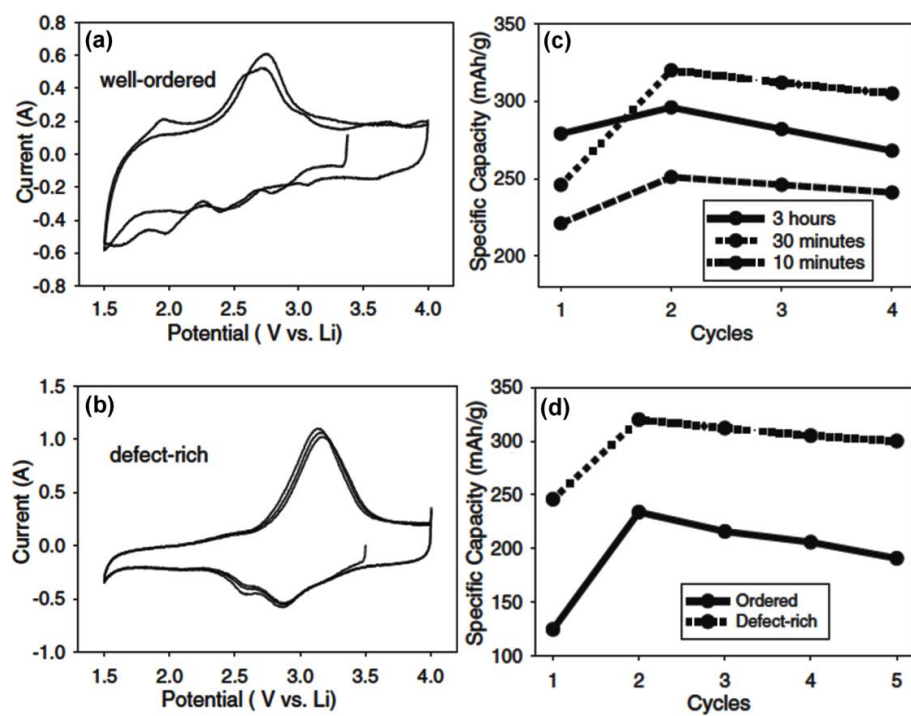 (a)
well-ordered
Current (A)
0.8
0.6
0.4
0.2
0.0
-0.2
-0.4
-0.6
-0.8
1.5 2.0 2.5 3.0 3.5 4.0
Potential ( V vs. Li)
(c)
Specific Capacity (mAh/g)
350
300
250
200
3 hours
30 minutes
10 minutes
1 2 3 4
Cycles
(b)
defect-rich
Current (A)
1.5
1.0
0.5
0.0
-0.5
-1.0
1.5 2.0 2.5 3.0 3.5 4.0
Potential ( V vs. Li)
(d)
Specific Capacity (mAh/g)
350
300
250
200
150
100
Ordered
Defect-rich
1 2 3 4 5
Cycles